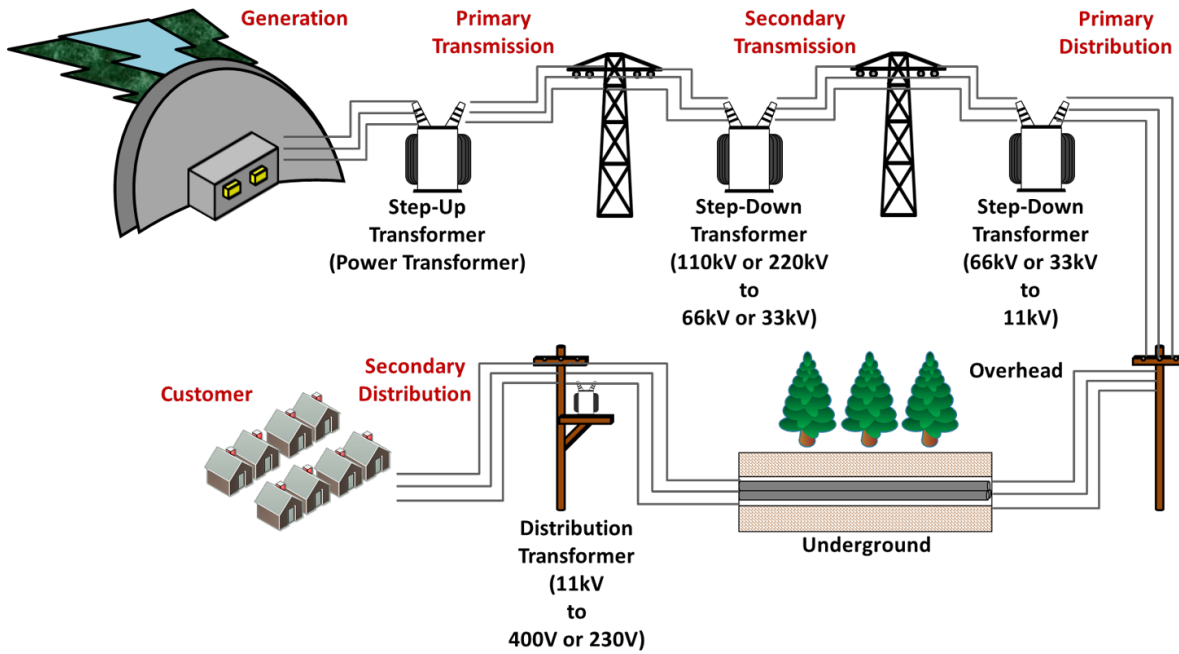 Generation
Primary
Transmission
Secondary
Transmission
Primary
Distribution
Step-Up
Transformer
(Power Transformer)
Step-Down
Transformer
(110kV or 220kV
to
66kV or 33kV)
Step-Down
Transformer
(66kV or 33kV
to
11kV)
Customer
Secondary
Distribution
Overhead
Underground
Distribution
Transformer
(11kV
to
400V or 230V)